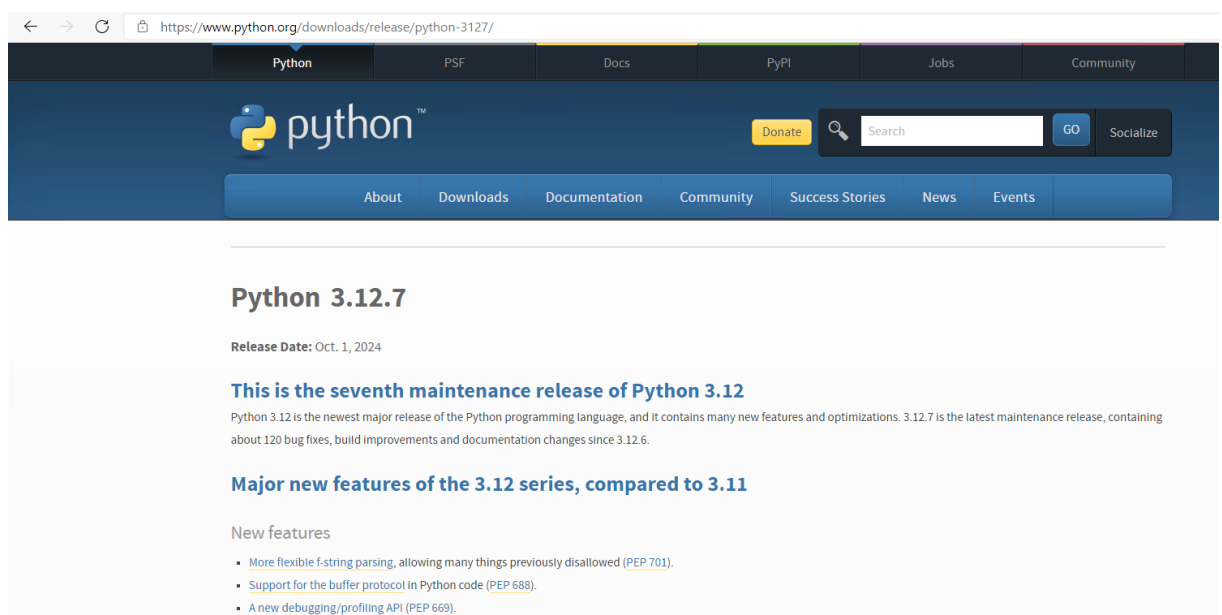 https://www.python.org/downloads/release/python-3127/
Python PSF Docs PyPI Jobs Community
python™
Donate Search GO Socialize
About Downloads Documentation Community Success Stories News Events
Python 3.12.7
Release Date: Oct. 1, 2024
This is the seventh maintenance release of Python 3.12
Python 3.12 is the newest major release of the Python programming language, and it contains many new features and optimizations. 3.12.7 is the latest maintenance release, containing
about 120 bug fixes, build improvements and documentation changes since 3.12.6.
Major new features of the 3.12 series, compared to 3.11
New features
▪ More flexible f-string parsing, allowing many things previously disallowed (PEP 701).
▪ Support for the buffer protocol in Python code (PEP 688).
▪ A new debugging/profiling API (PEP 669).